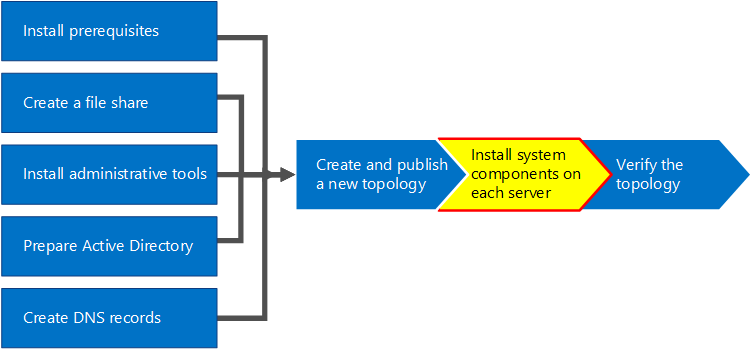 Install prerequisites
Create a file share
Install administrative tools
Prepare Active Directory
Create DNS records
Create and publish
a new topology
Install system
components on
each server
Verify the
topology